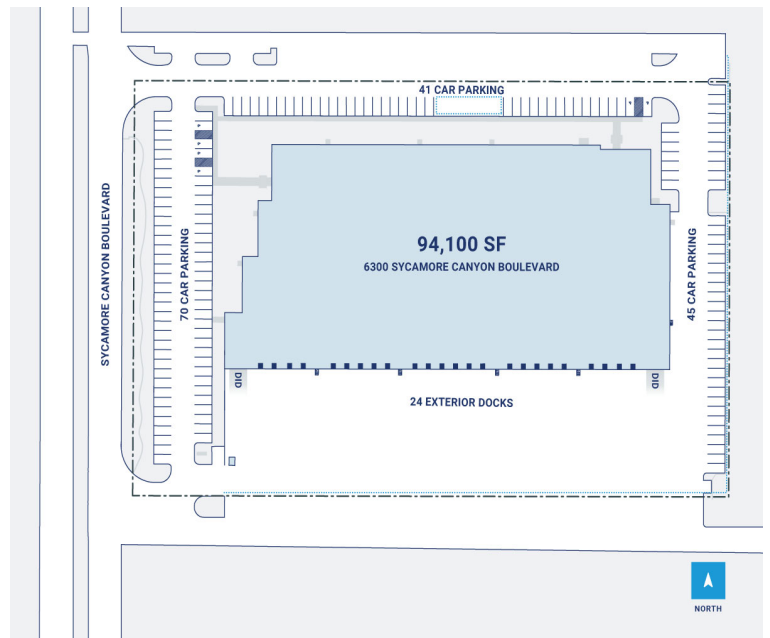 41 CAR PARKING
94,100 SF
6300 SYCAMORE CANYON BOULEVARD
SYCAMORE CANYON BOULEVARD
70 CAR PARKING
45 CAR PARKING
DID
DID
24 EXTERIOR DOCKS
NORTH